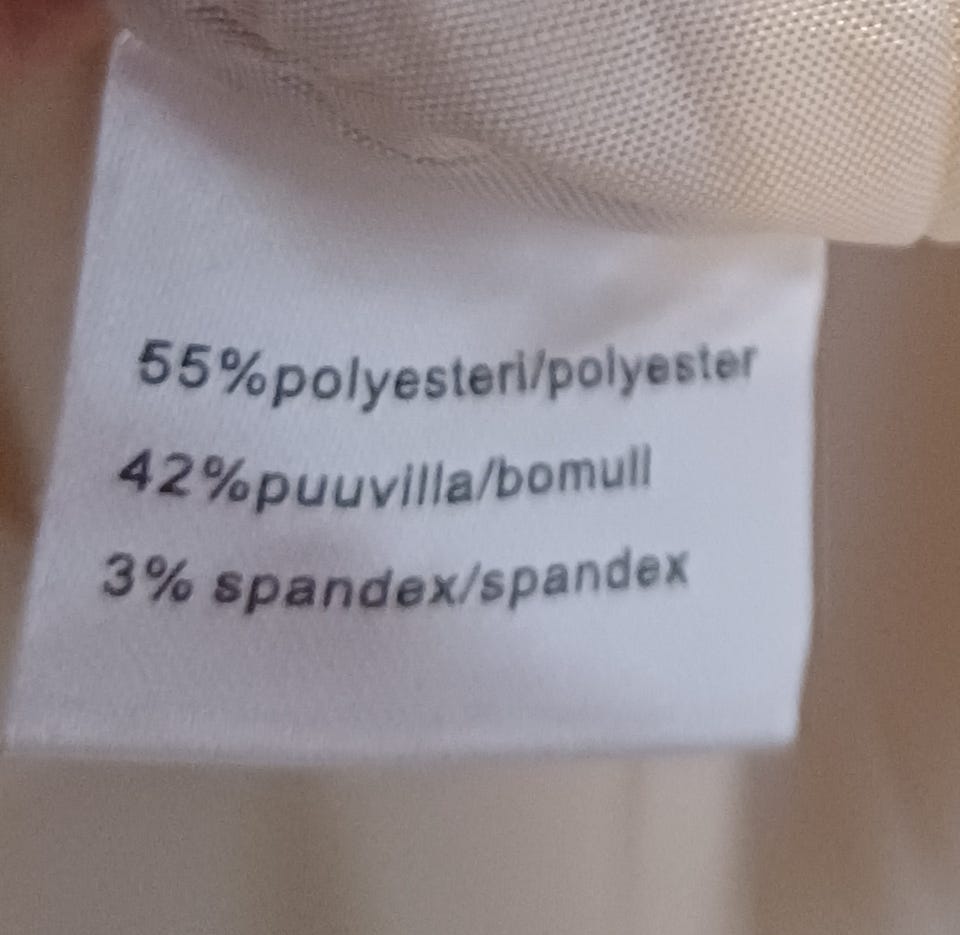 55%polyesteri/polyester
42%puuvilla/bomull
3% spandex/spandex